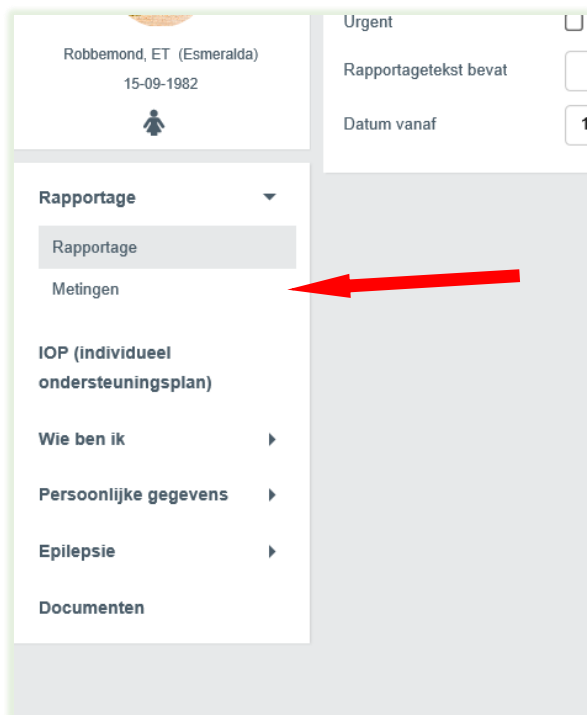 Robbemond, ET (Esmeralda)
15-09-1982
Urgent
Rapportagetekst bevat
Datum vanaf
1
Rapportage
Rapportage
Metingen
IOP (individueel
ondersteuningsplan)
Wie ben ik
Persoonlijke gegevens
Epilepsie
Documenten